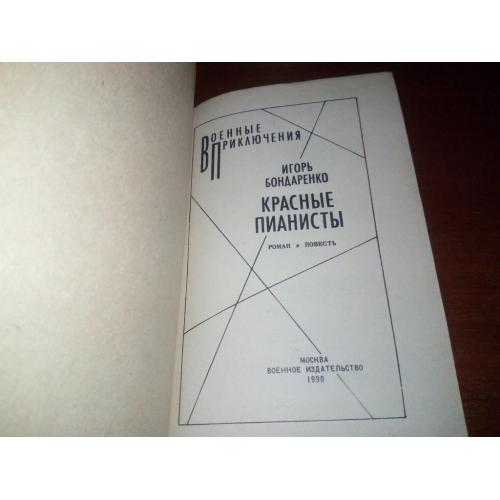 ВОЕННЫЕ
ПРИКЛЮЧЕНИЯ
ИГОРЬ
БОНДАРЕНКО
КРАСНЫЕ
ПИАНИСТЫ
РОМАН и ПОВЕСТЬ
МОСКВА
ВОЕННОЕ ИЗДАТЕЛЬСТВО
1990